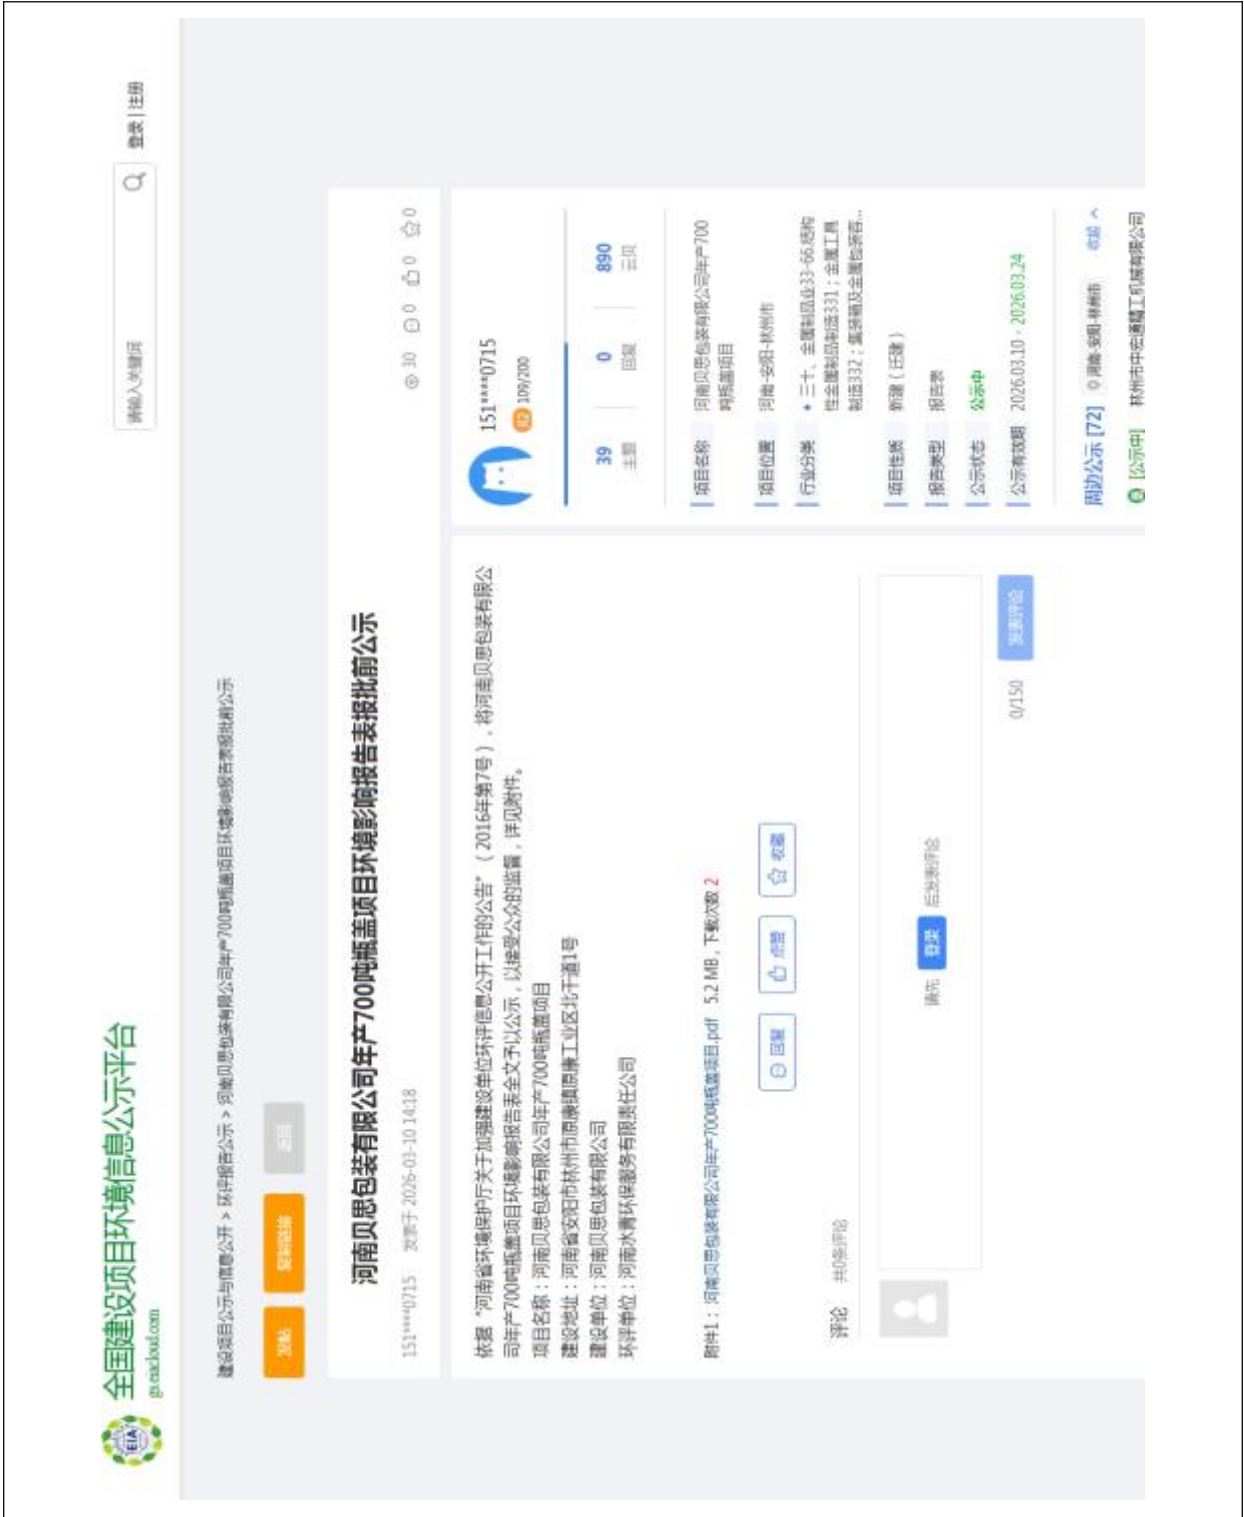 全国建设项目环境信息公示平台
gs.eiacloud.com
EIA
请输入关键词
登录 | 注册
建设项目公示与信息公开 > 环评报告公示 > 河南贝思包装有限公司年产700吨瓶盖项目环境影响报告表报批前公示
发帖
复制链接
返回
河南贝思包装有限公司年产700吨瓶盖项目环境影响报告表报批前公示
151****0715 发表于 2026-03-10 14:18
30 0 0 0
依据“河南省环境保护厅关于加强建设单位环评信息公开工作的公告”（2016年第7号），将河南贝思包装有限公
司年产700吨瓶盖项目环境影响报告表全文予以公示，以接受公众的监督，详见附件。
项目名称：河南贝思包装有限公司年产700吨瓶盖项目
建设地址：河南省安阳市林州市原康镇原康工业区北干道1号
建设单位：河南贝思包装有限公司
环评单位：河南水青环保服务有限责任公司
附件1：河南贝思包装有限公司年产700吨瓶盖项目.pdf 5.2 MB，下载次数 2
回复
点赞
收藏
评论 共0条评论
请先 登录 后发表评论
0/150 发表评论
151****0715
109/200
39 0 890
主题 回复 云贝
项目名称 河南贝思包装有限公司年产700
吨瓶盖项目
项目位置 河南-安阳-林州市
行业分类 三十、金属制品业33-66.结构
性金属制品制造331；金属工具
制造332；集装箱及金属包装容...
项目性质 新建（迁建）
报告类型 报告表
公示状态 公示中
公示有效期 2026.03.10 - 2026.03.24
周边公示 [72] 河南-安阳-林州市 收起
[公示中] 林州市中宏通精工机械有限公司